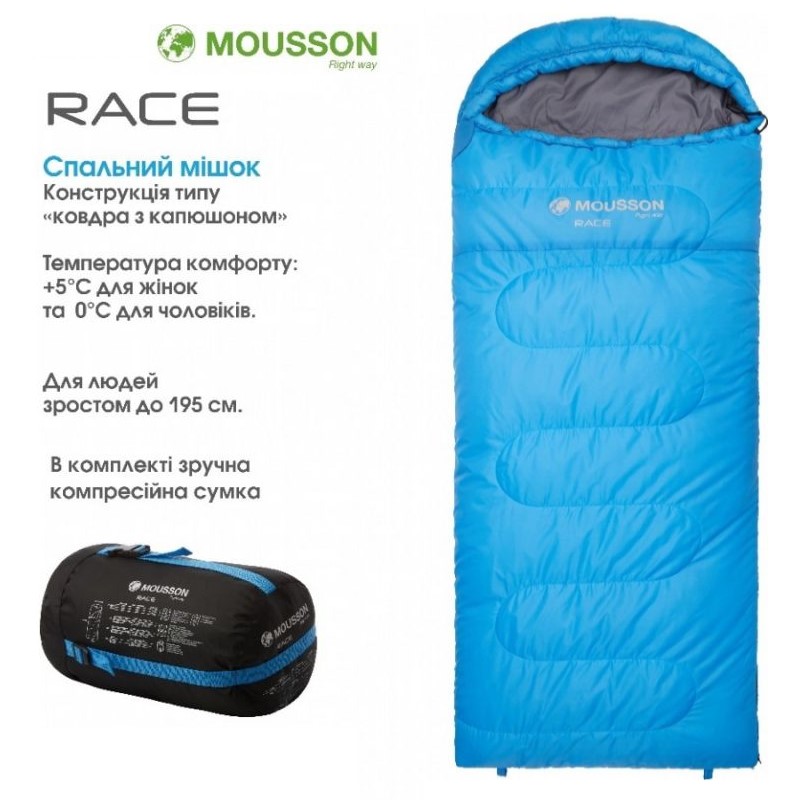 MOUSSON
Right way
RACE
Спальний мішок
Конструкція типу
«ковдра з капюшоном»
Температура комфорту:
+5°C для жінок
та 0°C для чоловіків.
Для людей
зростом до 195 см.
В комплекті зручна
компресійна сумка
MOUSSON
RACE
MOUSSON
RACE
MOUSSON
RACE